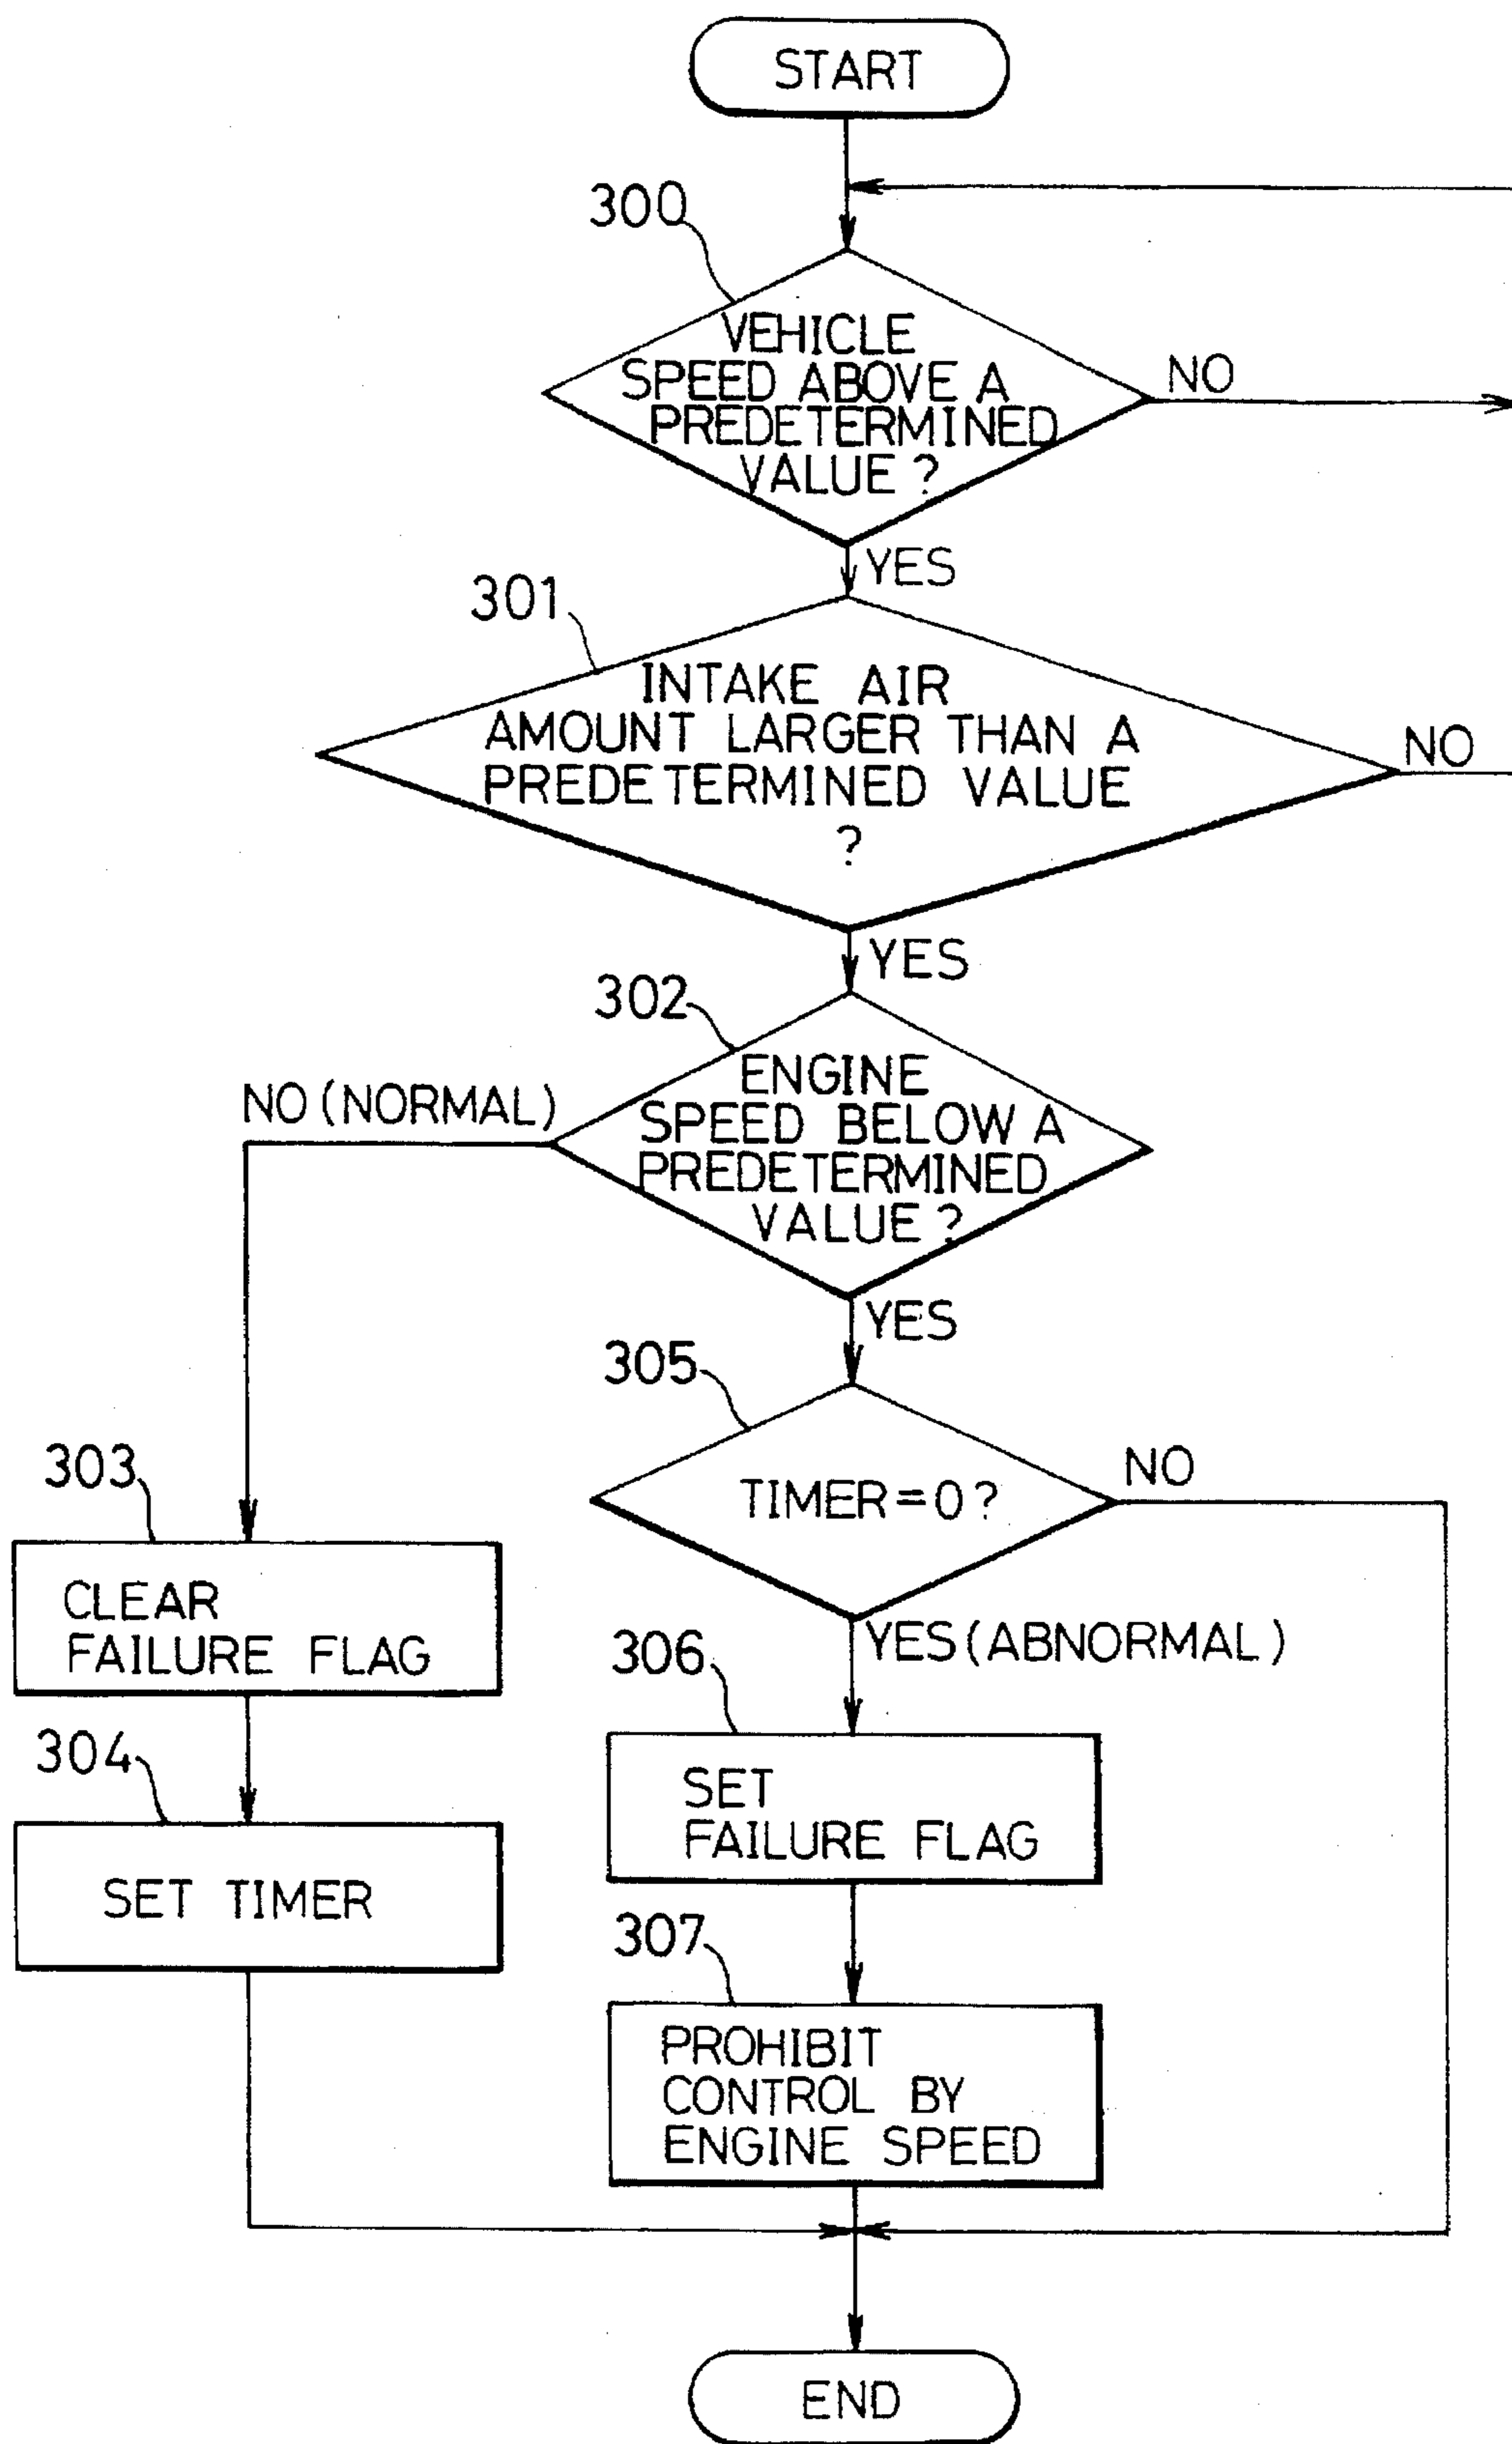 START
300
VEHICLE
SPEED ABOVE A
PREDETERMINED
VALUE?
NO
YES
301
INTAKE AIR
AMOUNT LARGER THAN A
PREDETERMINED VALUE
?
NO
YES
302
ENGINE
SPEED BELOW A
PREDETERMINED
VALUE?
NO (NORMAL)
YES
305
TIMER=0?
NO
YES (ABNORMAL)
303
CLEAR
FAILURE FLAG
304
SET TIMER
306
SET
FAILURE FLAG
307
PROHIBIT
CONTROL BY
ENGINE SPEED
END